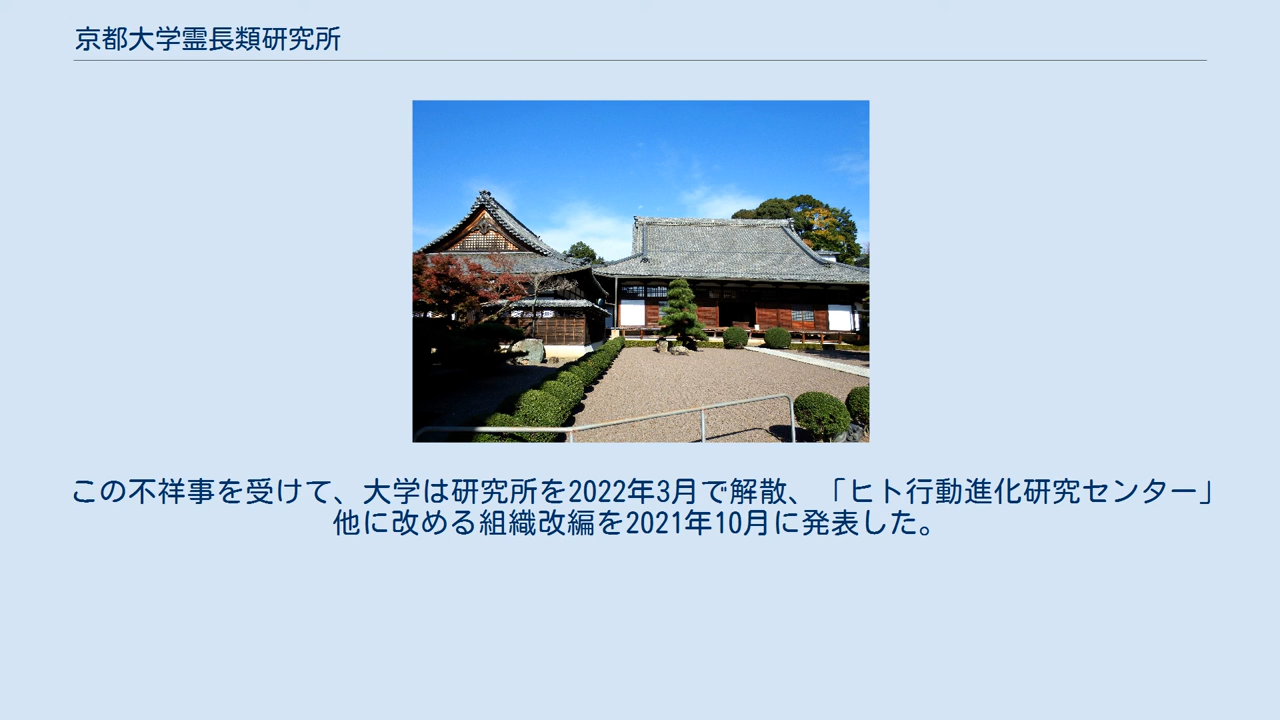 京都大学霊長類研究所
この不祥事を受けて、大学は研究所を2022年3月で解散、「ヒト行動進化研究センター」
他に改める組織改編を2021年10月に発表した。